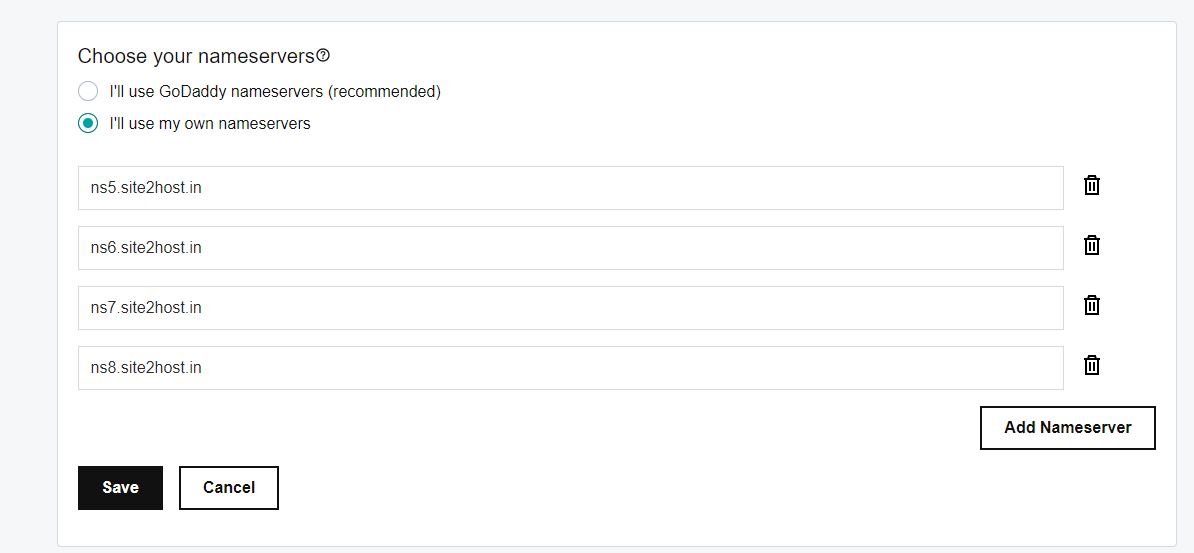 Choose your nameservers?
I'll use GoDaddy nameservers (recommended)
I'll use my own nameservers
ns5.site2host.in
ns6.site2host.in
ns7.site2host.in
ns8.site2host.in
Add Nameserver
Save Cancel